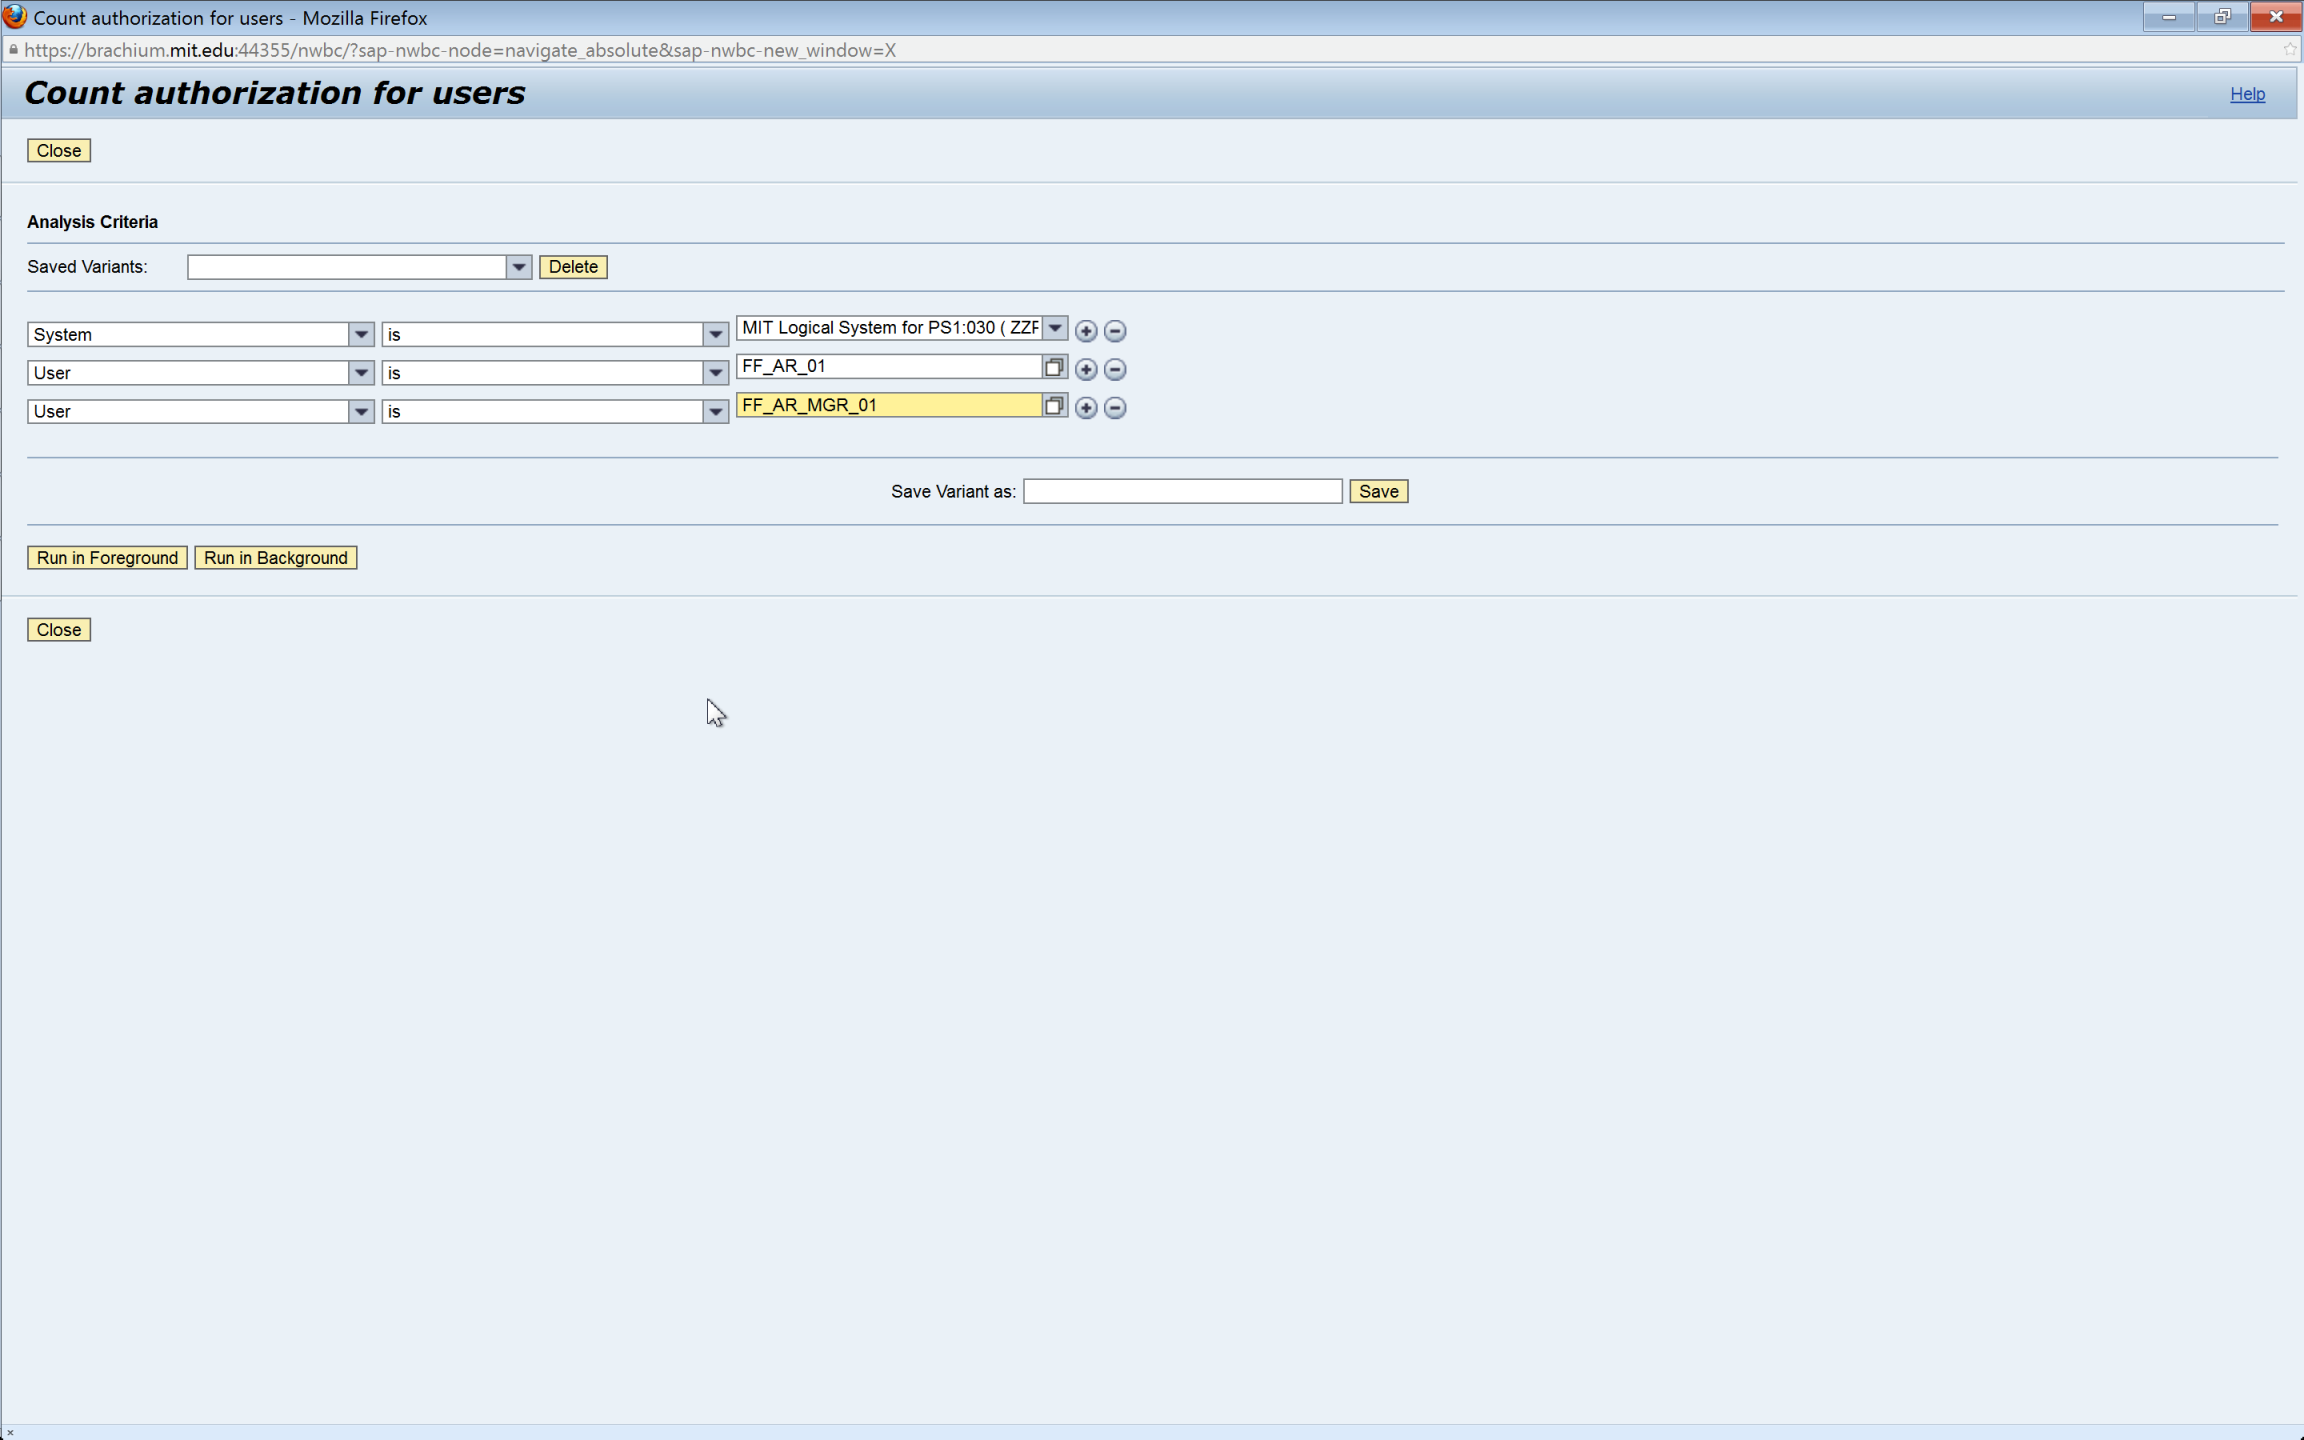 Count authorization for users - Mozilla Firefox
https://brachium.mit.edu:44355/nwbc/?sap-nwbc-node=navigate_absolute&sap-nwbc-new_window=X
Count authorization for users Help
Close
Analysis Criteria
Saved Variants: Delete
System is MIT Logical System for PS1:030 ( ZZF
User is FF_AR_01
User is FF_AR_MGR_01
Save Variant as: Save
Run in Foreground Run in Background
Close